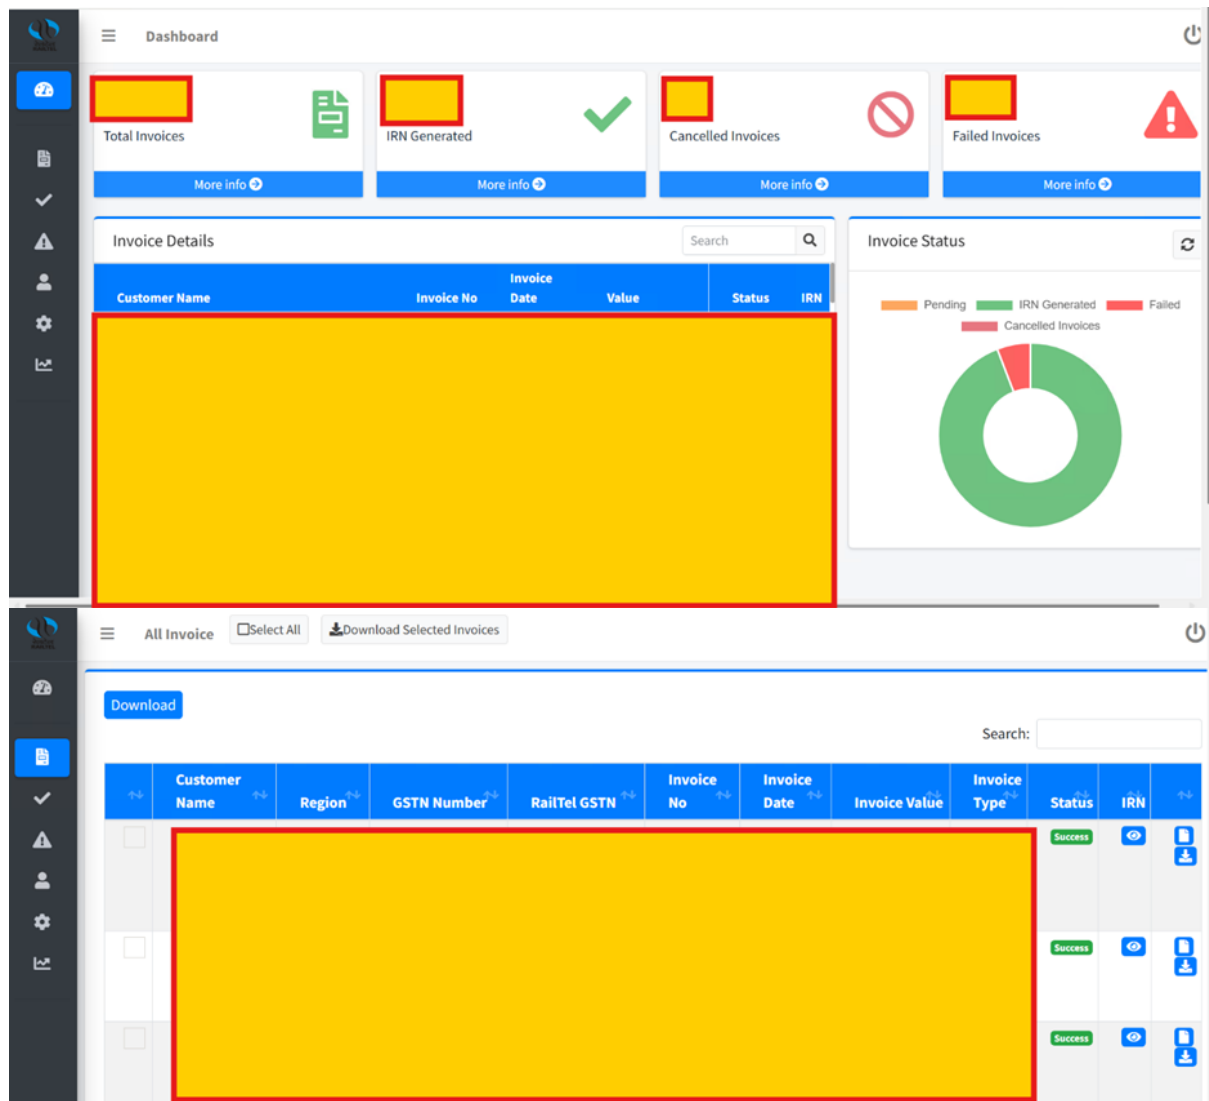 Dashboard
Total Invoices
IRN Generated
Cancelled Invoices
Failed Invoices
More info
More info
More info
More info
Invoice Details
Search
Invoice Status
Customer Name
Invoice No
Invoice Date
Value
Status
IRN
Pending
IRN Generated
Failed
Cancelled Invoices
All Invoice
Select All
Download Selected Invoices
Download
Search:
Customer Name
Region
GSTN Number
RailTel GSTN
Invoice No
Invoice Date
Invoice Value
Invoice Type
Status
IRN
Success
Success
Success